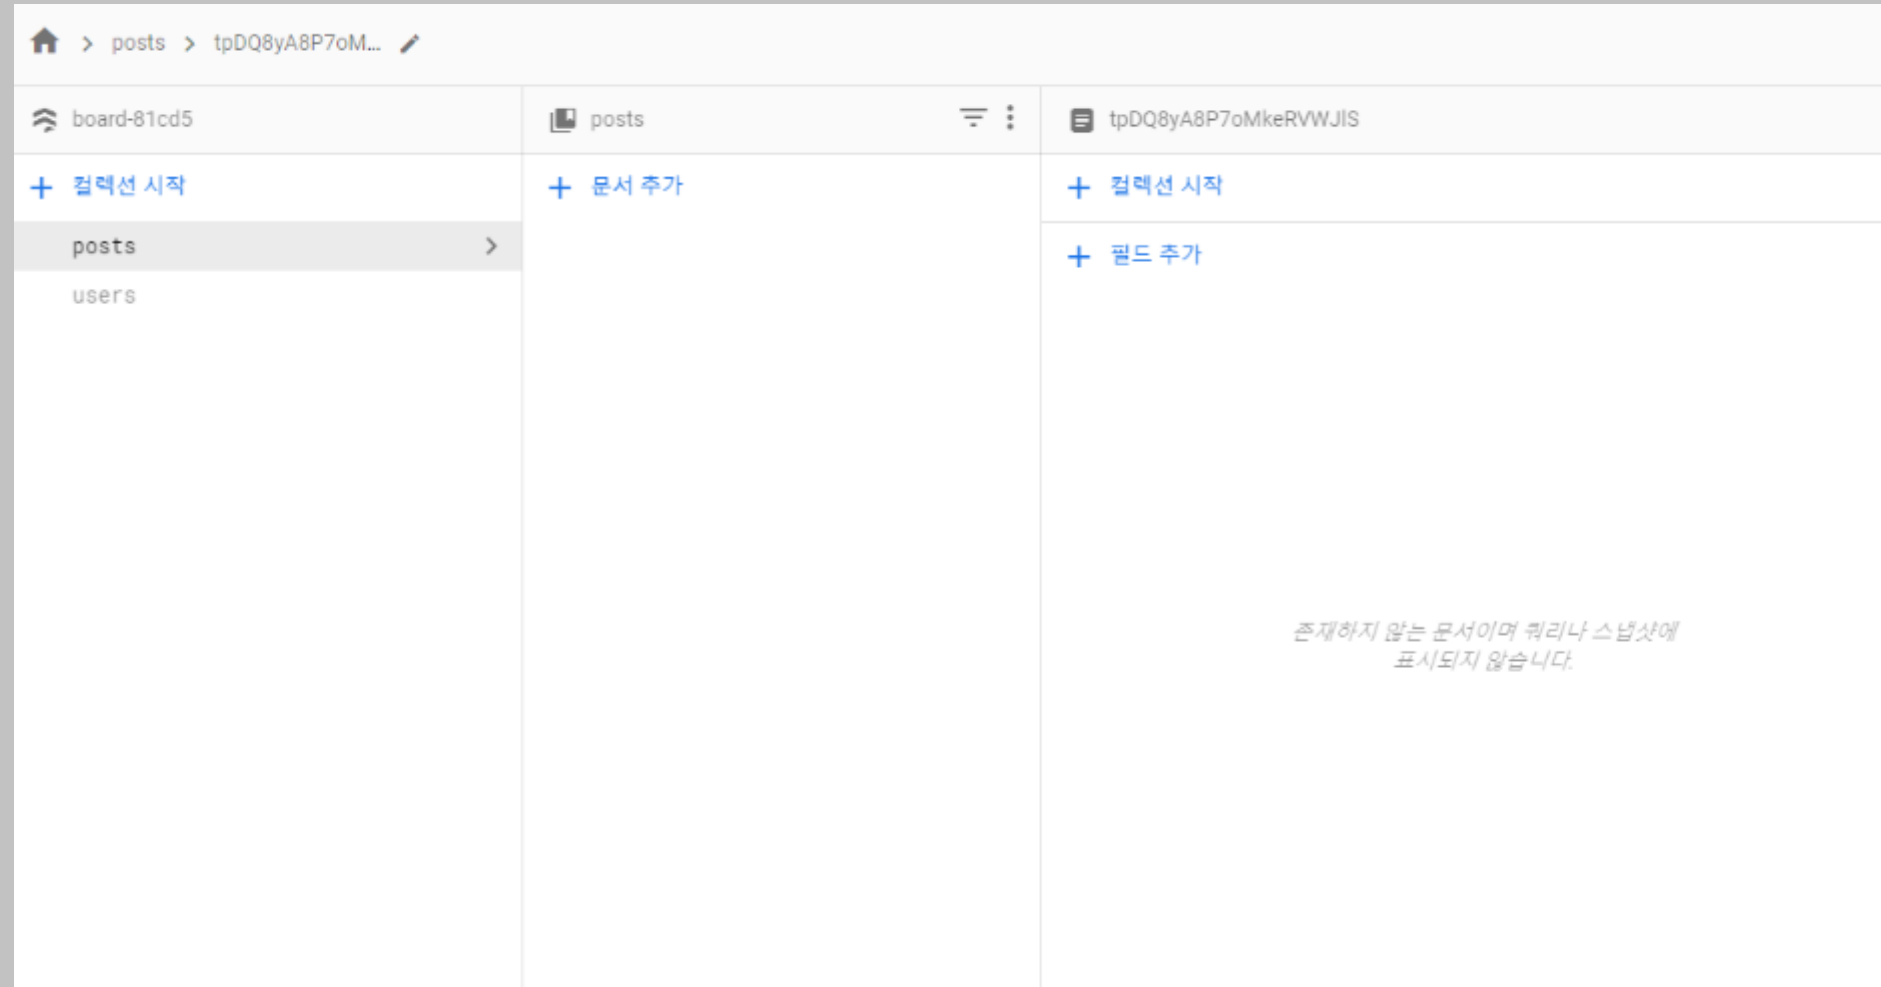 posts tpDQ8yA8P7oM...
board-81cd5
컬렉션 시작
posts
users
posts
문서 추가
tpDQ8yA8P7oMkeRVWJlS
컬렉션 시작
필드 추가
존재하지 않는 문서이며 쿼리나 스냅샷에
표시되지 않습니다.